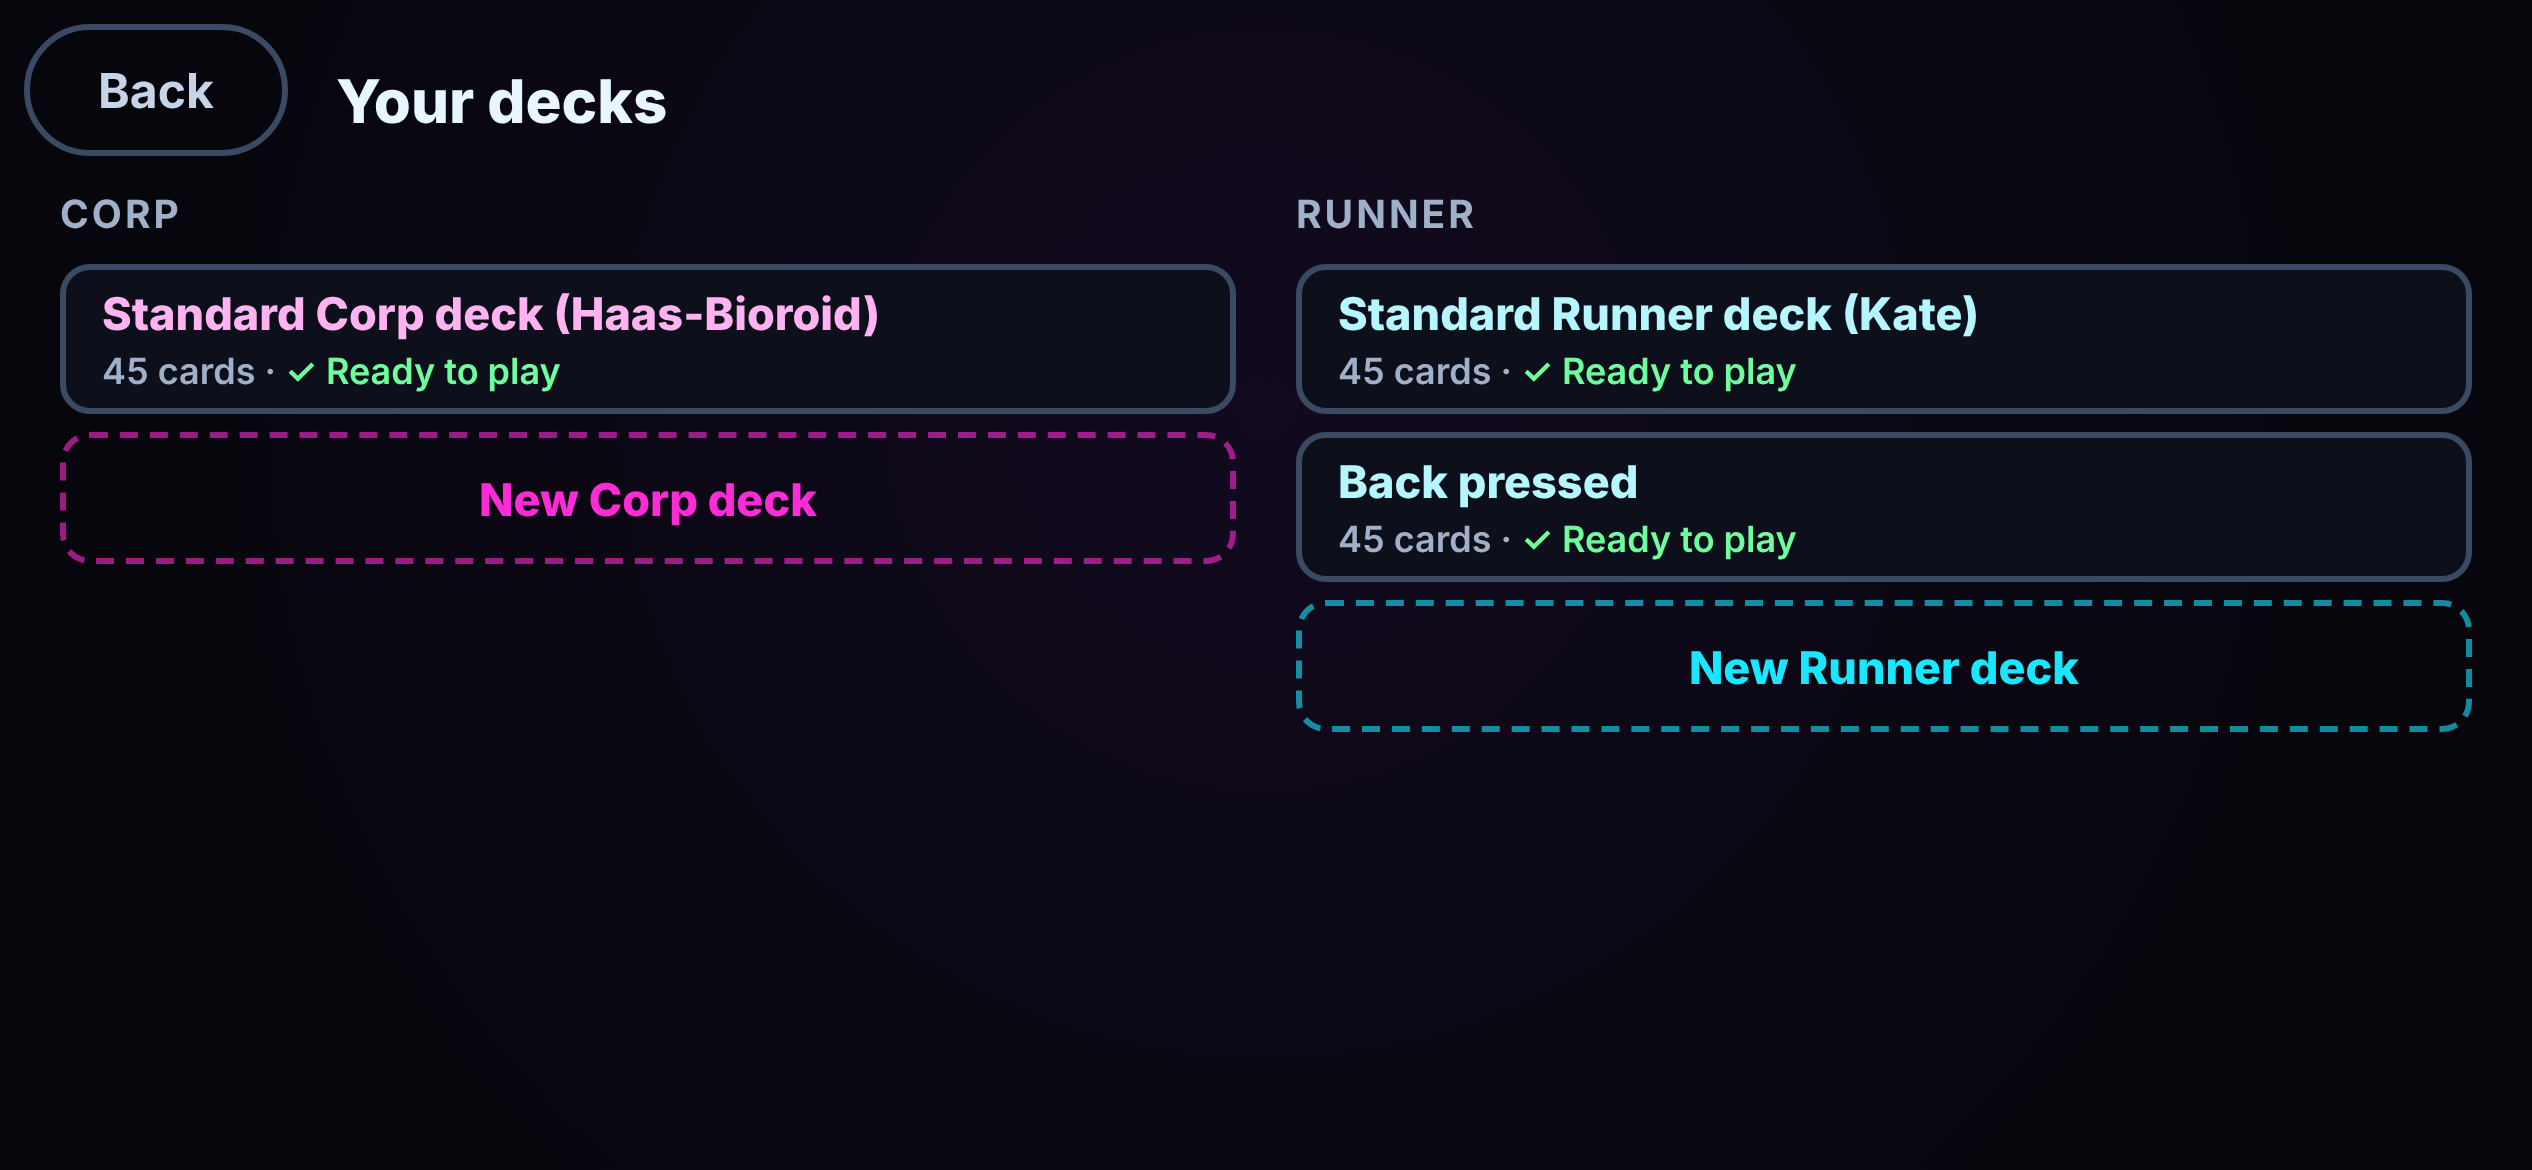 Back
Your decks
CORP
Standard Corp deck (Haas-Bioroid)
45 cards · ✓ Ready to play
New Corp deck
RUNNER
Standard Runner deck (Kate)
45 cards · ✓ Ready to play
Back pressed
45 cards · ✓ Ready to play
New Runner deck